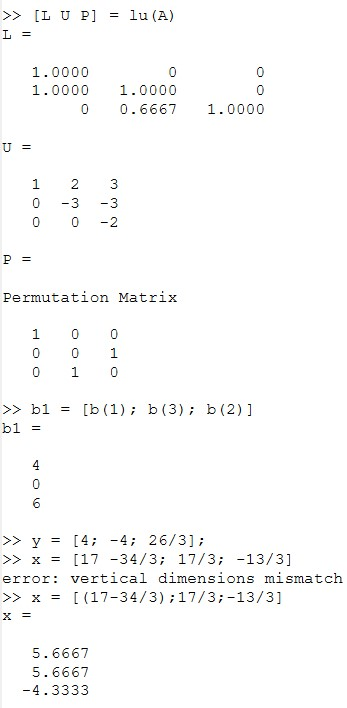 >> [L U P] = lu(A)
L =
1.0000 0 0
1.0000 1.0000 0
0 0.6667 1.0000
U =
1 2 3
0 -3 -3
0 0 -2
P =
Permutation Matrix
1 0 0
0 0 1
0 1 0
>> b1 = [b(1); b(3); b(2)]
b1 =
4
0
6
>> y = [4; -4; 26/3];
>> x = [17 -34/3; 17/3; -13/3]
error: vertical dimensions mismatch
>> x = [(17-34/3);17/3;-13/3]
x =
5.6667
5.6667
-4.3333